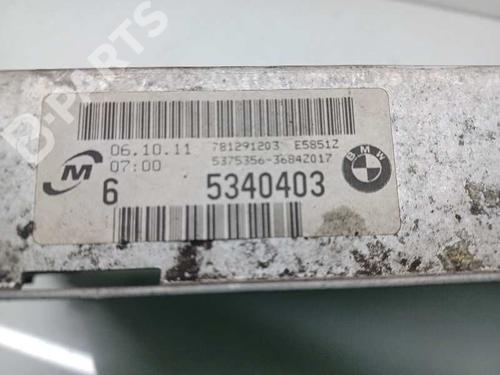 B-PARTS
06.10.11 781291203 E5851Z
07:00 5375356-3684Z017
6 5340403
M
BMW